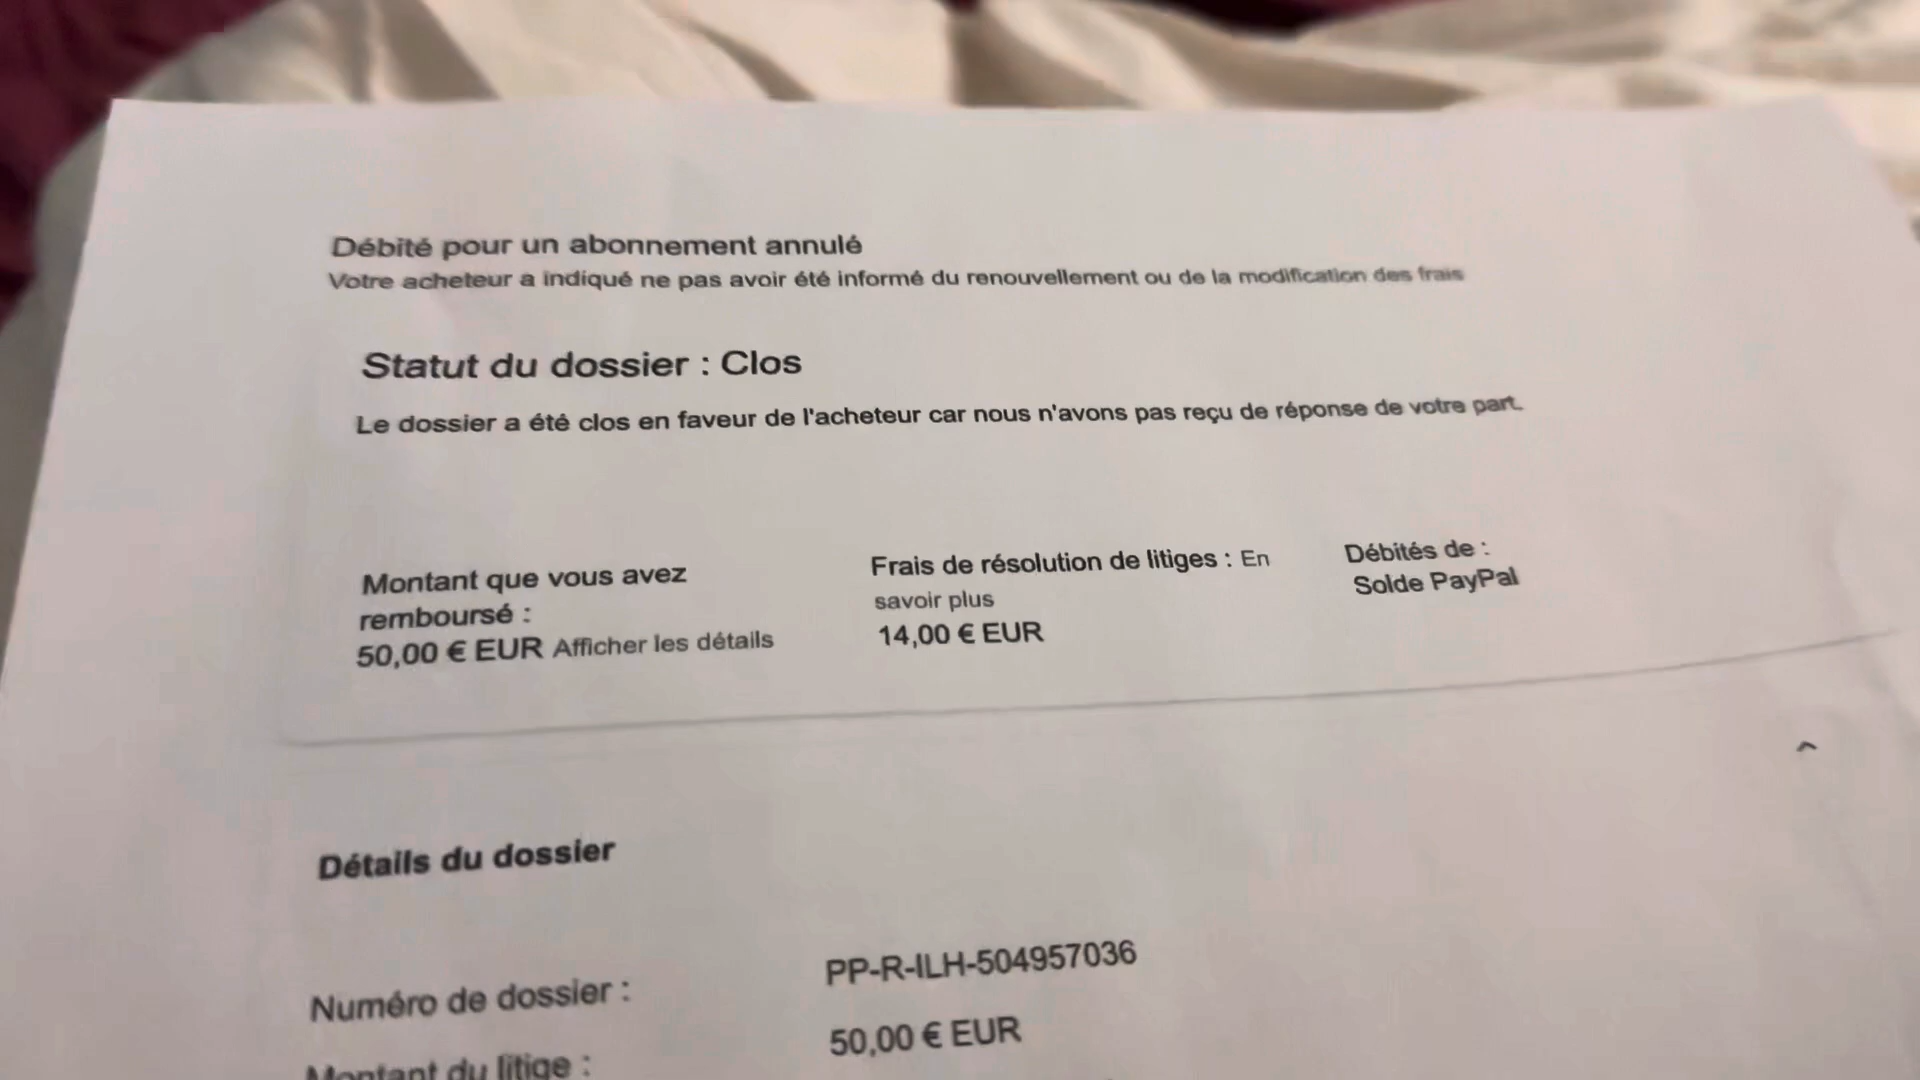 Débité pour un abonnement annulé
Votre acheteur a indiqué ne pas avoir été informé du renouvellement ou de la modification des frais
Statut du dossier : Clos
Le dossier a été clos en faveur de l'acheteur car nous n'avons pas reçu de réponse de votre part.
Montant que vous avez
remboursé :
50,00 € EUR Afficher les détails
Frais de résolution de litiges : En
savoir plus
14,00 € EUR
Débités de :
Solde PayPal
Détails du dossier
Numéro de dossier :
PP-R-ILH-504957036
Montant du litige :
50,00 € EUR